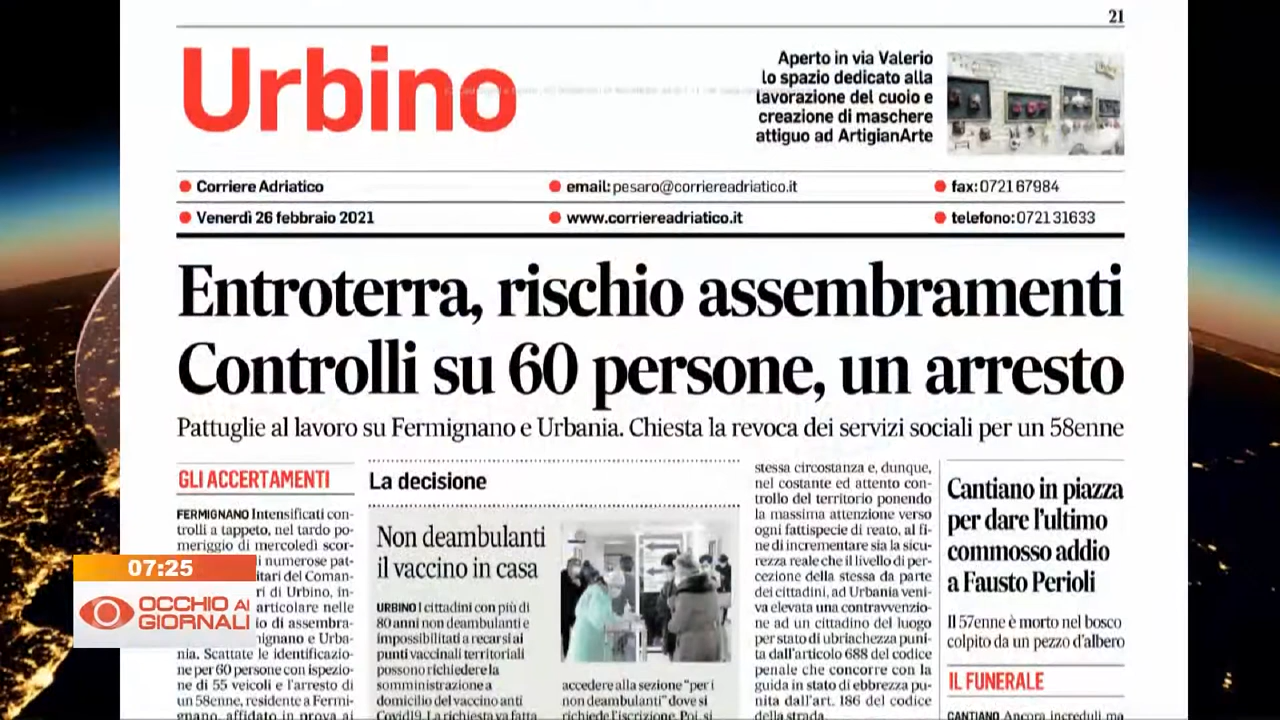 21
Urbino
Aperto in via Valerio
lo spazio dedicato alla
lavorazione del cuoio e
creazione di maschere
attiguo ad ArtigianArte
Corriere Adriatico
email: pesaro@corriereadriatico.it
fax: 0721 67984
Venerdì 26 febbraio 2021
www.corriereadriatico.it
telefono: 0721 31633
Entroterra, rischio assembramenti
Controlli su 60 persone, un arresto
Pattuglie al lavoro su Fermignano e Urbania. Chiesta la revoca dei servizi sociali per un 58enne
GLI ACCERTAMENTI
FERMIGNANO Intensificati con-
trolli a tappeto, nel tardo po-
meriggio di mercoledì scor-
i numerose pat-
itari del Coman-
ri di Urbino, in-
articolare nelle
io di assembra-
nignano e Urba-
nia. Scattate le identificazio-
ne per 60 persone con ispezio-
ne di 55 veicoli e l'arresto di
un 58enne, residente a Fermi-
gnano, affidato in prova ai
La decisione
Non deambulanti
il vaccino in casa
URBINO I cittadini con più di
80 anni non deambulanti e
impossibilitati a recarsi ai
punti vaccinali territoriali
possono richiedere la
somministrazione a
domicilio del vaccino anti
Covid19. La richiesta va fatta
accedere alla sezione "per i
non deambulanti" dove si
richiede l'iscrizione. Poi, si
stessa circostanza e, dunque,
nel costante ed attento con-
trollo del territorio ponendo
la massima attenzione verso
ogni fattispecie di reato, al fi-
ne di incrementare sia la sicu-
rezza reale che il livello di per-
cezione della stessa da parte
dei cittadini, ad Urbania veni-
va elevata una contravvenzio-
ne ad un cittadino del luogo
per stato di ubriachezza puni-
ta dall'articolo 688 del codice
penale che concorre con la
guida in stato di ebbrezza pu-
nita dall'art. 186 del codice
della strada.
Cantiano in piazza
per dare l'ultimo
commosso addio
a Fausto Perioli
Il 57enne è morto nel bosco
colpito da un pezzo d'albero
IL FUNERALE
CANTIANO Ancora increduli ma
07:25
OCCHIO AI
GIORNALI